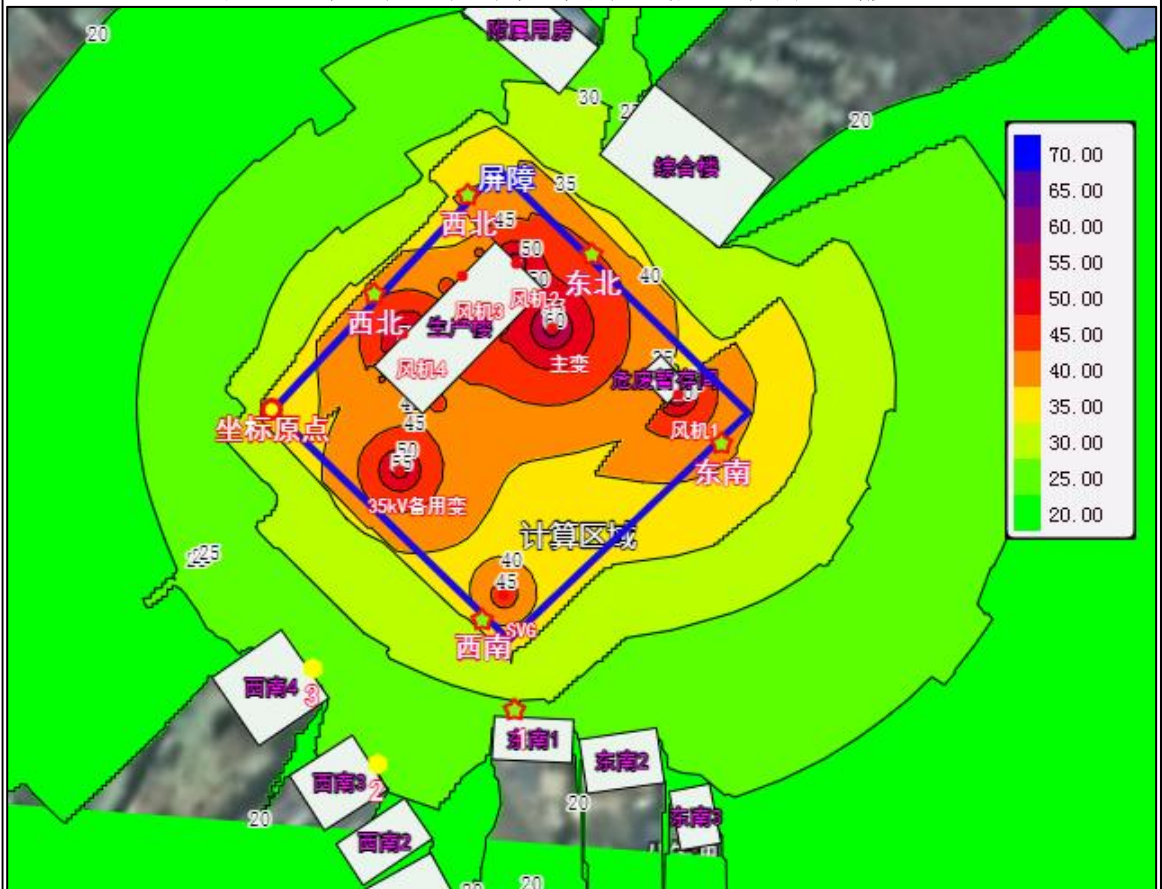 附属用房
20
30
20
综合楼
70.00
65.00
60.00
55.00
50.00
45.00
40.00
35.00
30.00
25.00
20.00
屏障
35
西北
45
50
东北
40
风机2
风机3
西北
生产楼
60
主变
风机4
危废暂存间
坐标原点
45
风机1
东南
50
55
35kV备用变
计算区域
40
45
25
SVG
西南
西南4
3
东南1
东南2
西南3
2
20
东南3
20
西南2
20